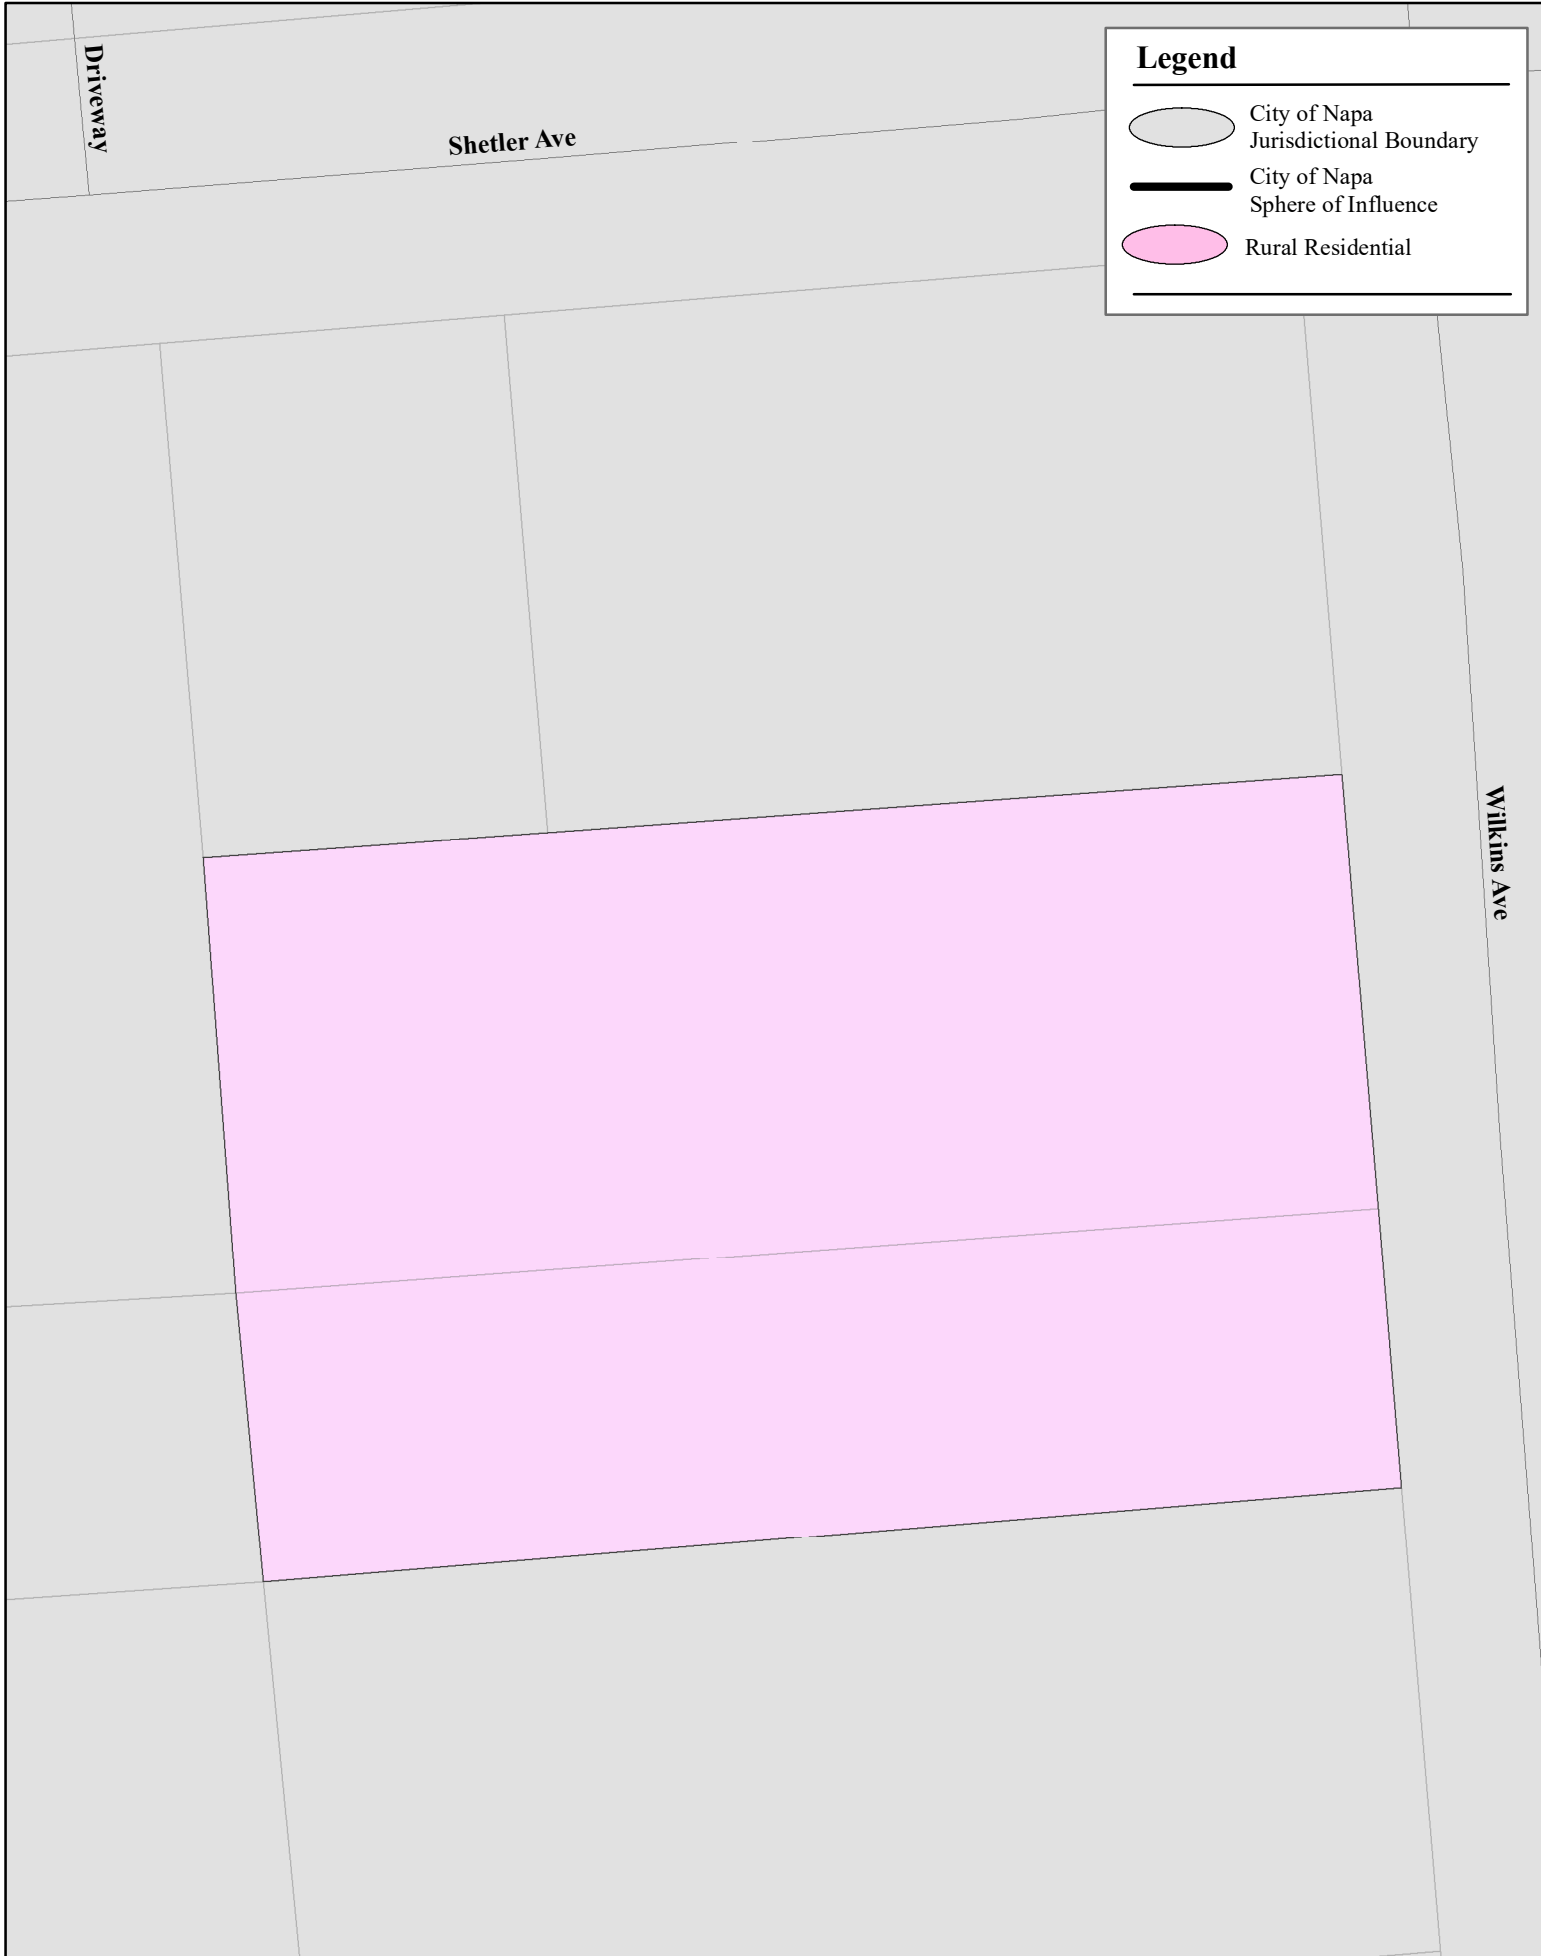 Driveway
Shetler Ave
Legend
City of Napa
Jurisdictional Boundary
City of Napa
Sphere of Influence
Rural Residential
Wilkins Ave